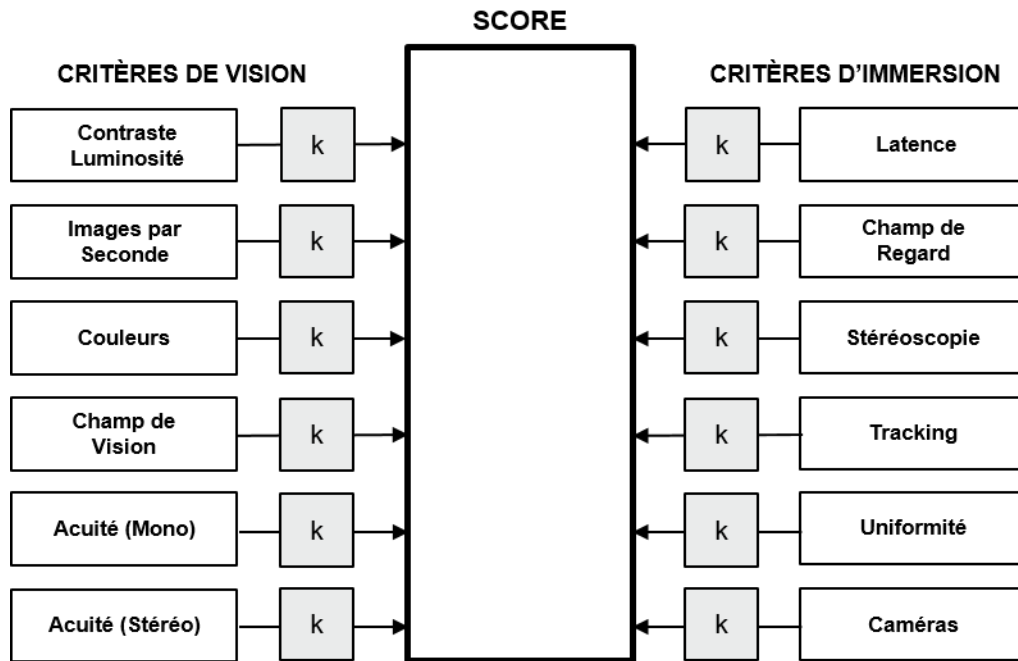 SCORE
CRITÈRES DE VISION
CRITÈRES D'IMMERSION
Contraste
Luminosité
k
k
Latence
Images par
Seconde
k
k
Champ de
Regard
Couleurs
k
k
Stéréoscopie
Champ de
Vision
k
k
Tracking
Acuité (Mono)
k
k
Uniformité
Acuité (Stéréo)
k
k
Caméras